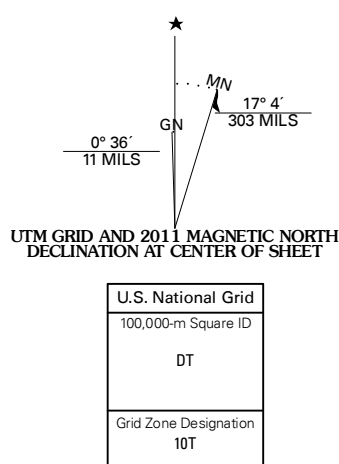 ★
MN
17° 4´
303 MILS
GN
0° 36´
11 MILS
UTM GRID AND 2011 MAGNETIC NORTH
DECLINATION AT CENTER OF SHEET
U.S. National Grid
100,000-m Square ID
DT
Grid Zone Designation
10T